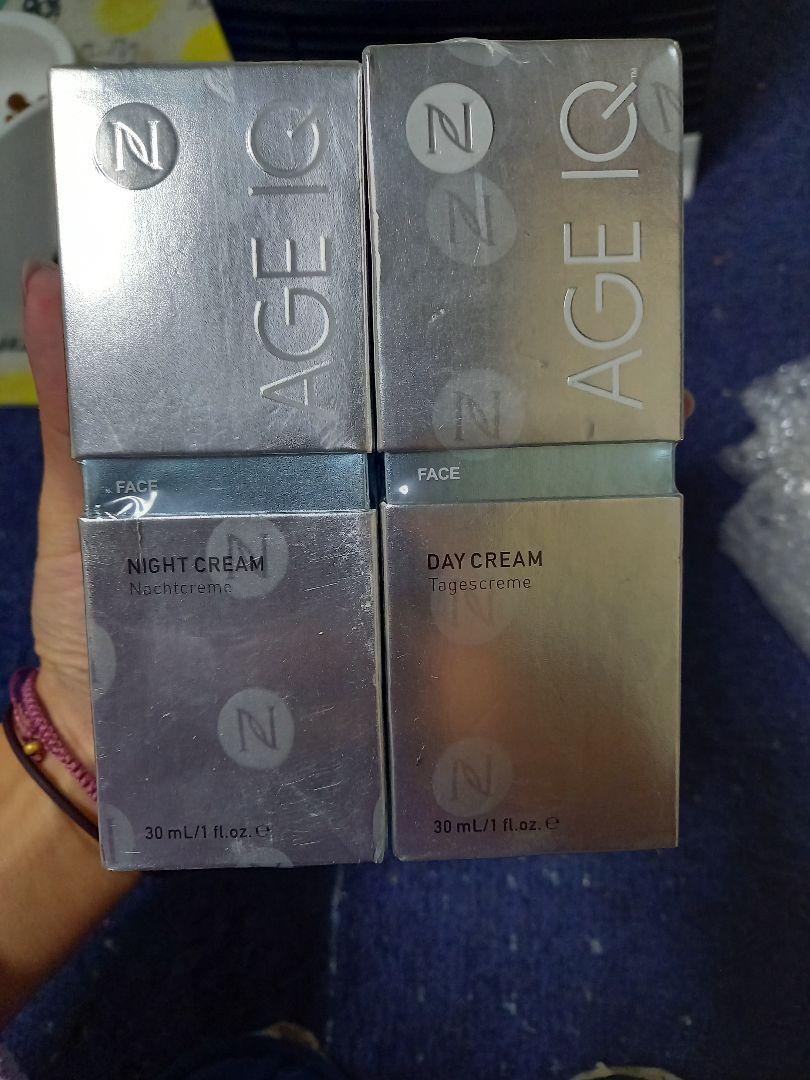 N
AGE IQ
FACE
NIGHT CREAM
Nachtcreme
30 mL/1 fl.oz. ℮
N
AGE IQ™
FACE
DAY CREAM
Tagescreme
30 mL/1 fl.oz. ℮